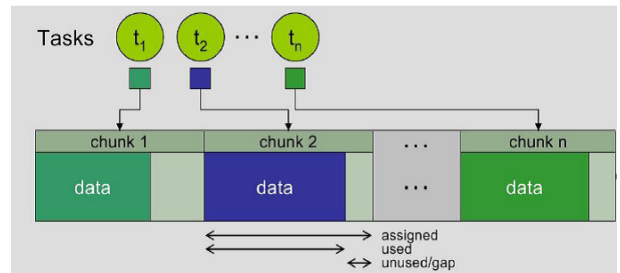 Tasks t1 t2 ··· tn
chunk 1 chunk 2 ··· chunk n
data data ··· data
assigned
used
unused/gap